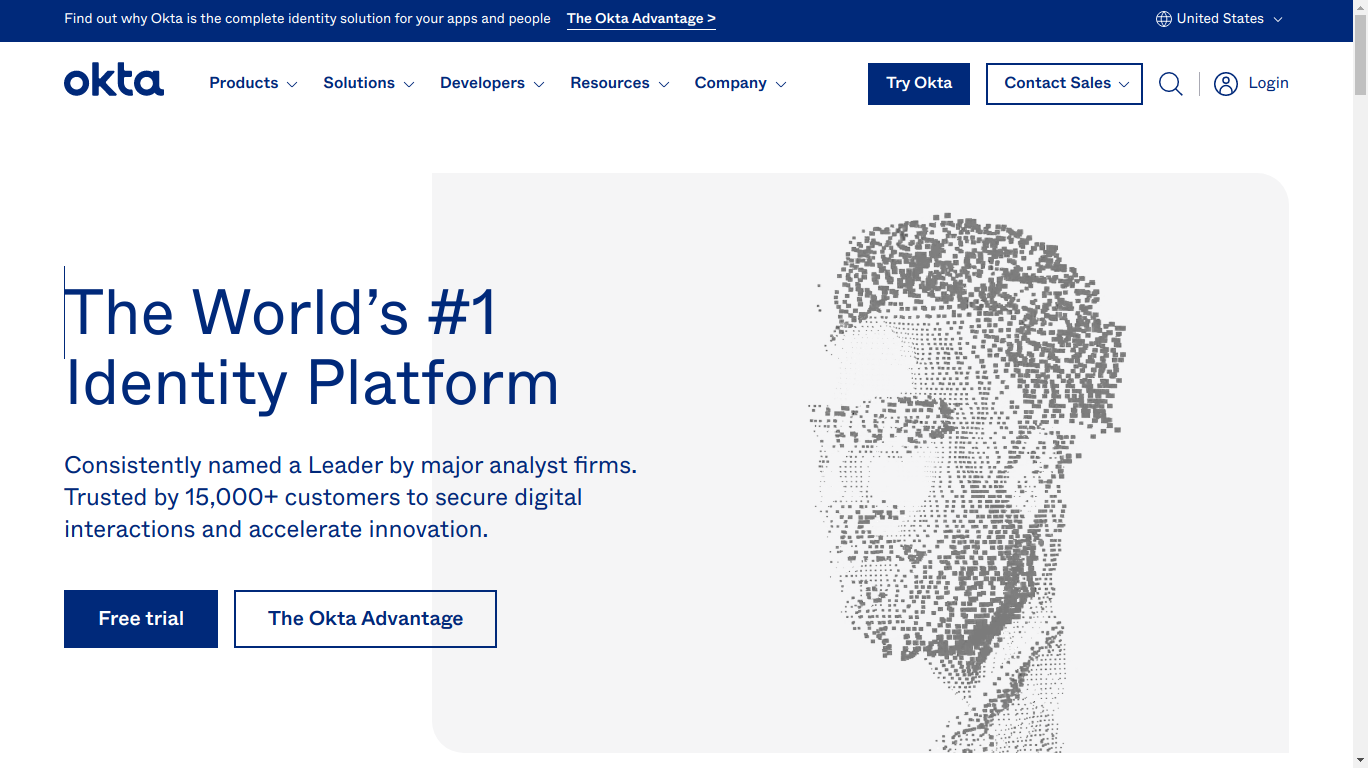 Find out why Okta is the complete identity solution for your apps and people The Okta Advantage > United States
okta Products Solutions Developers Resources Company Try Okta Contact Sales Login
The World’s #1
Identity Platform
Consistently named a Leader by major analyst firms.
Trusted by 15,000+ customers to secure digital
interactions and accelerate innovation.
Free trial The Okta Advantage